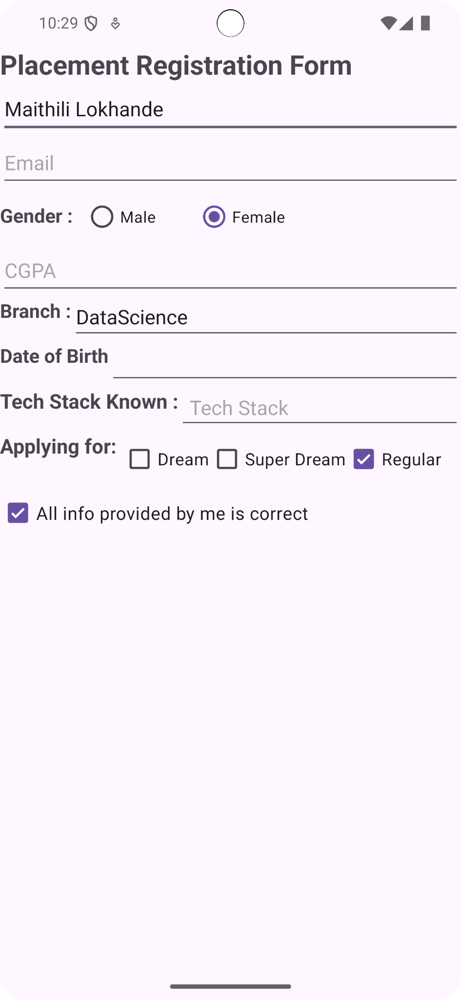 10:29
Placement Registration Form
Maithili Lokhande
Email
Gender : Male Female
CGPA
Branch : DataScience
Date of Birth
Tech Stack Known : Tech Stack
Applying for: Dream Super Dream Regular
All info provided by me is correct